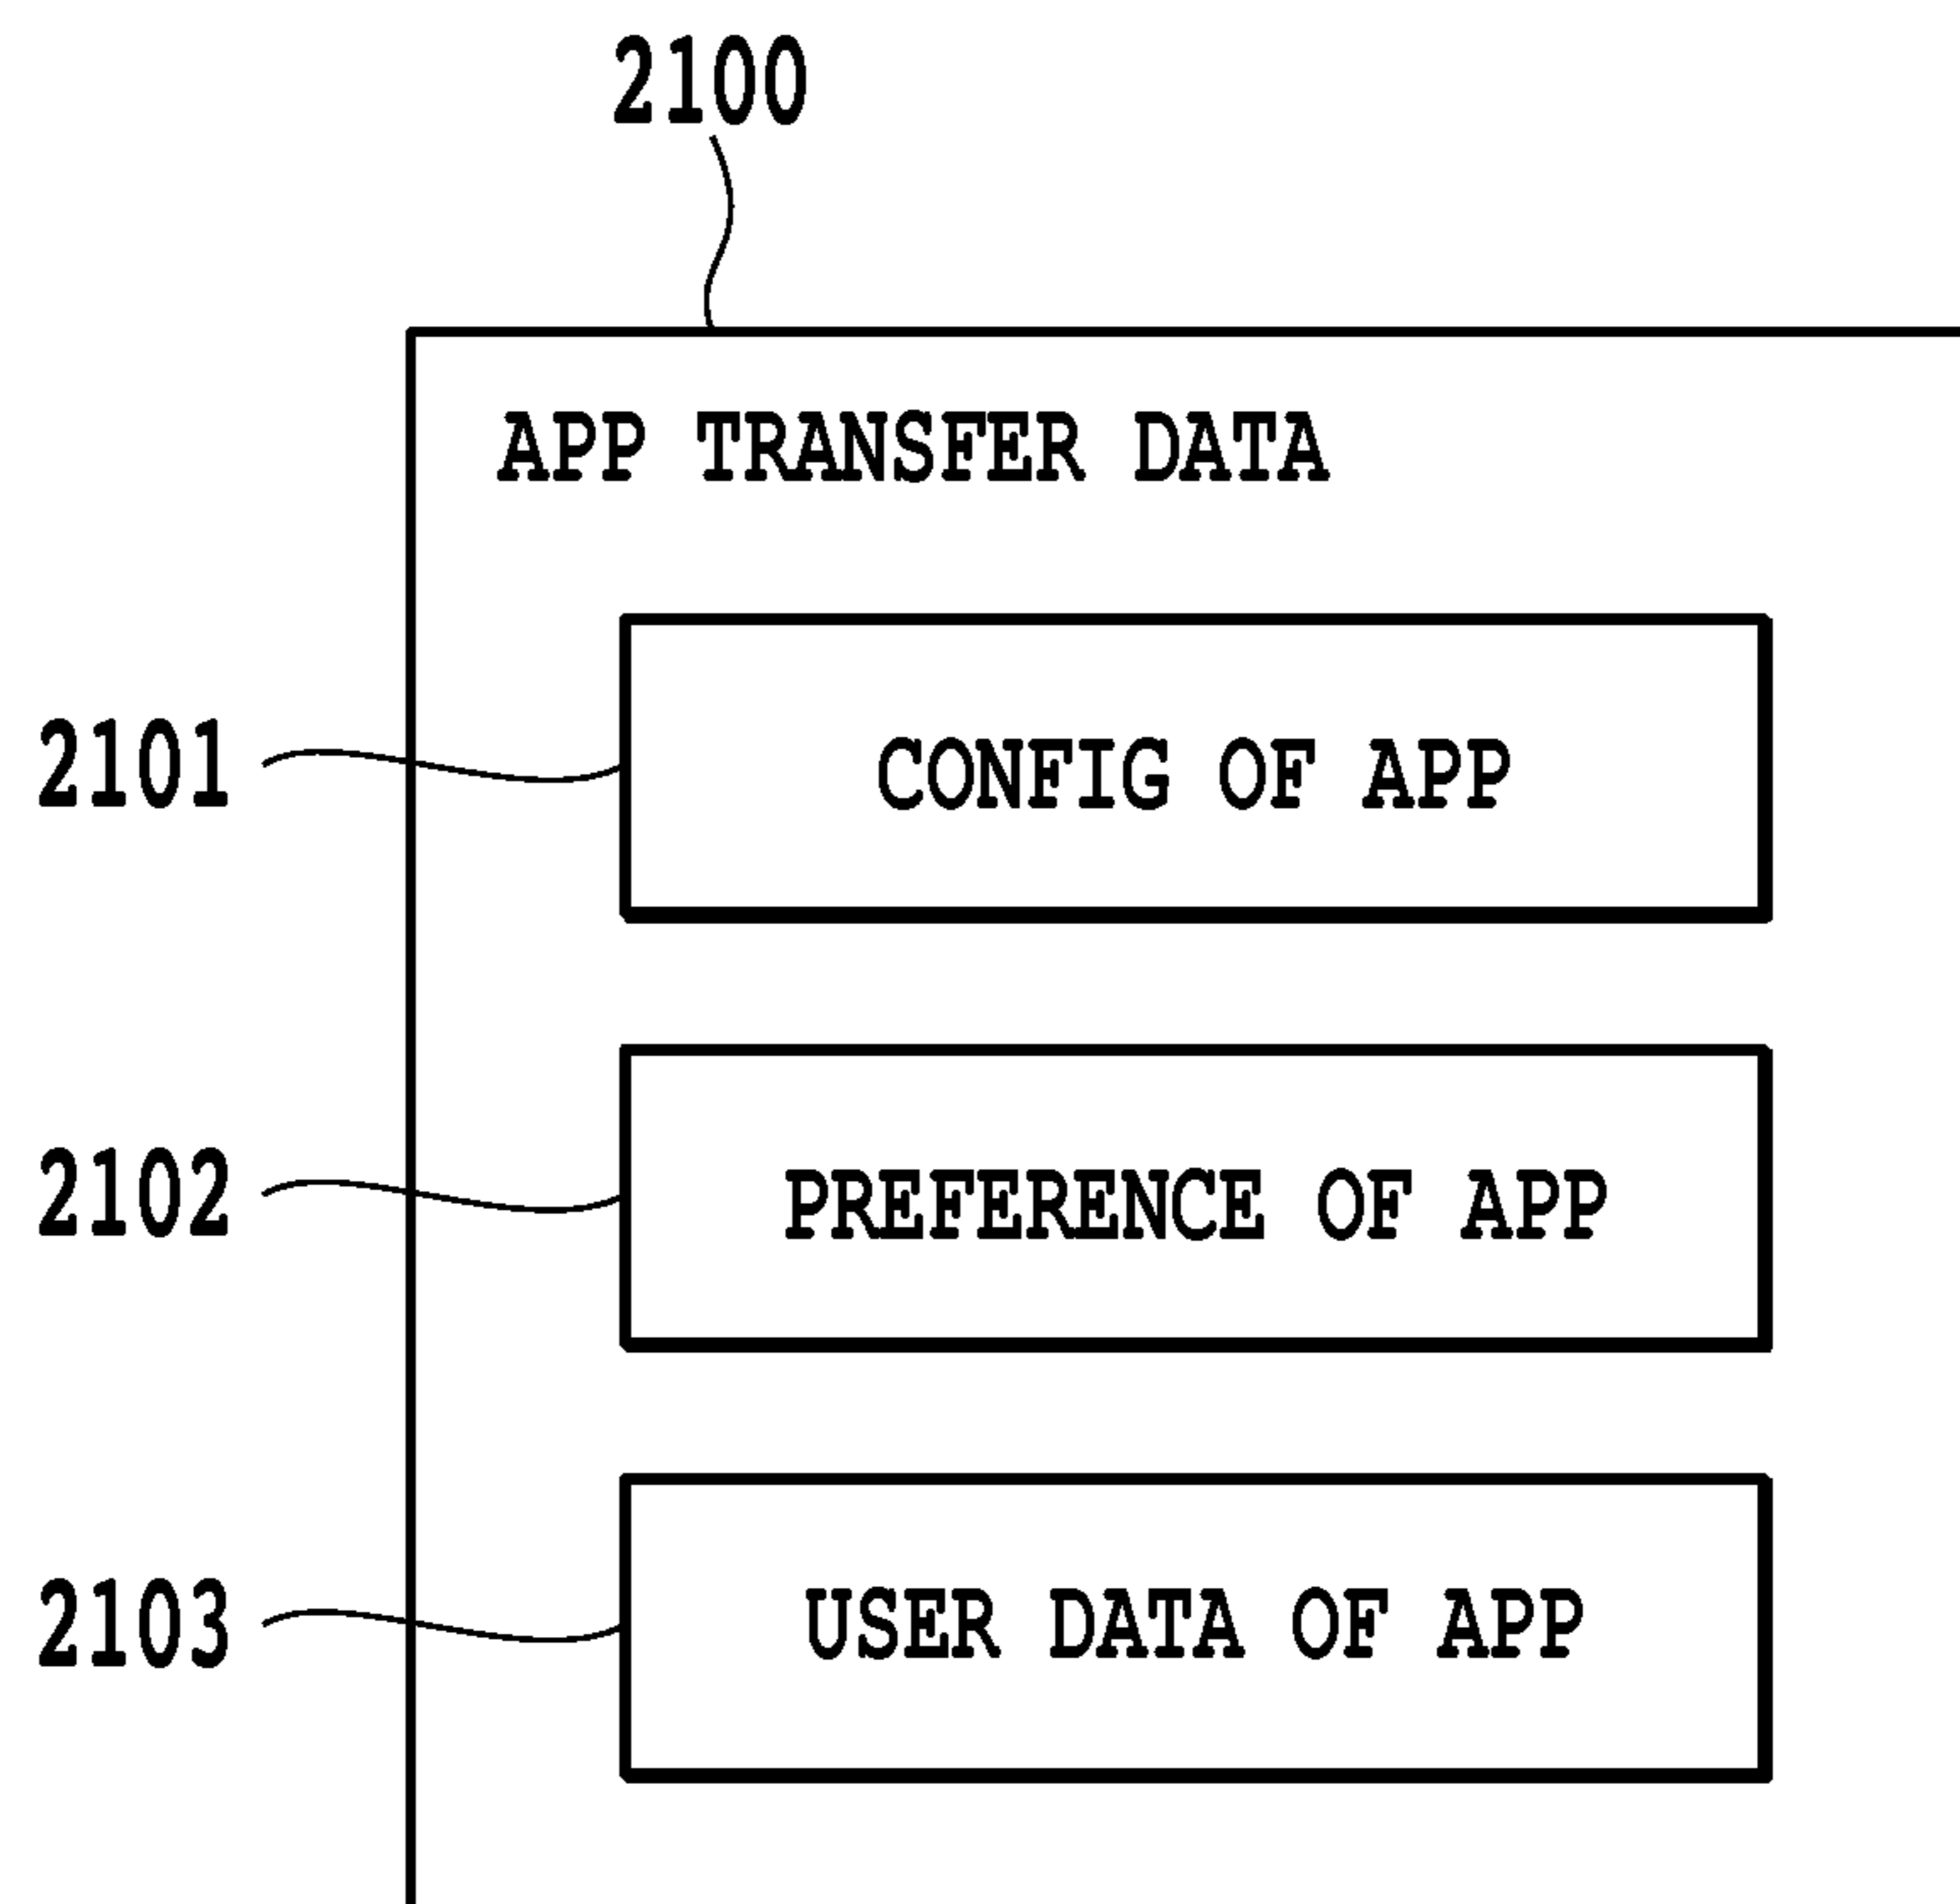 2100
APP TRANSFER DATA
2101
CONFIG OF APP
2102
PREFERENCE OF APP
2103
USER DATA OF APP